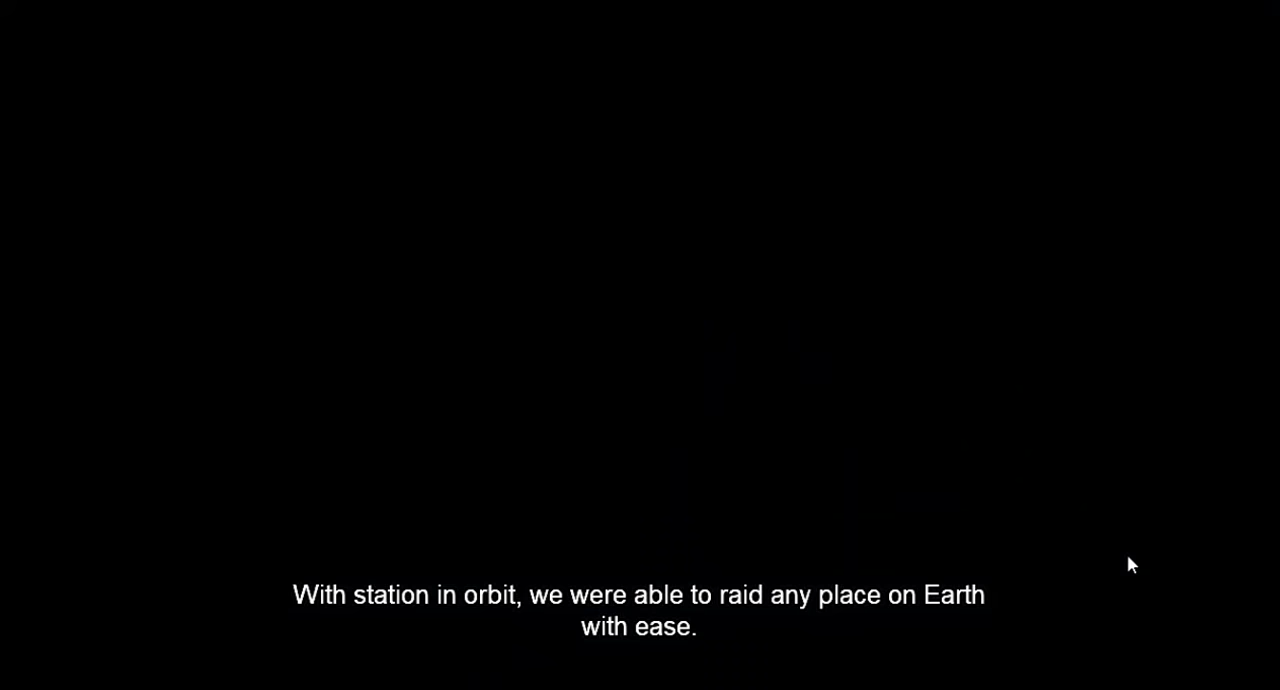 With station in orbit, we were able to raid any place on Earth
with ease.